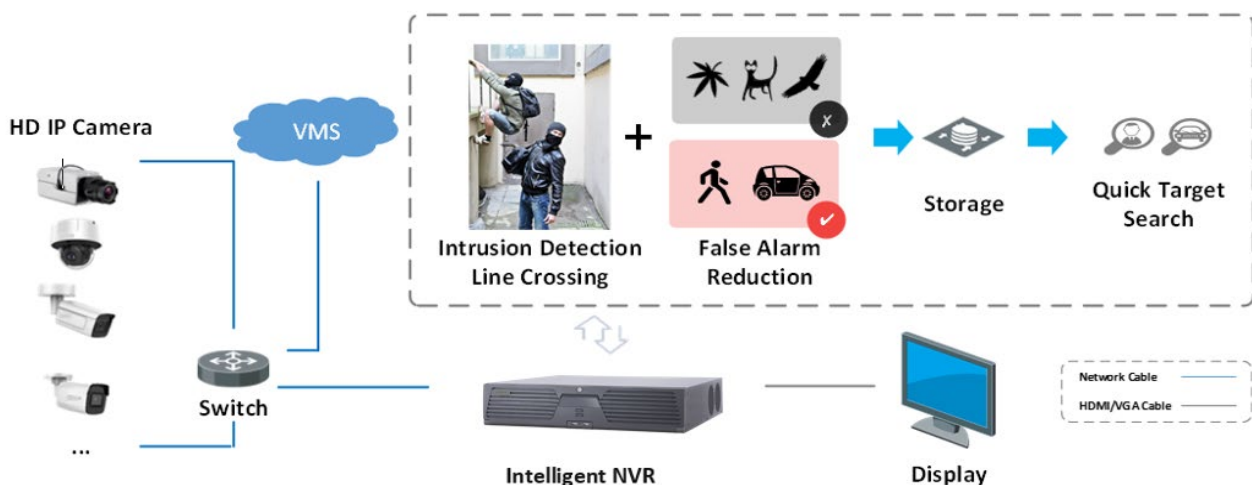 HD IP Camera
VMS
Intrusion Detection
Line Crossing
False Alarm
Reduction
Storage
Quick Target
Search
Switch
...
Intelligent NVR
Display
Network Cable
HDMI/VGA Cable